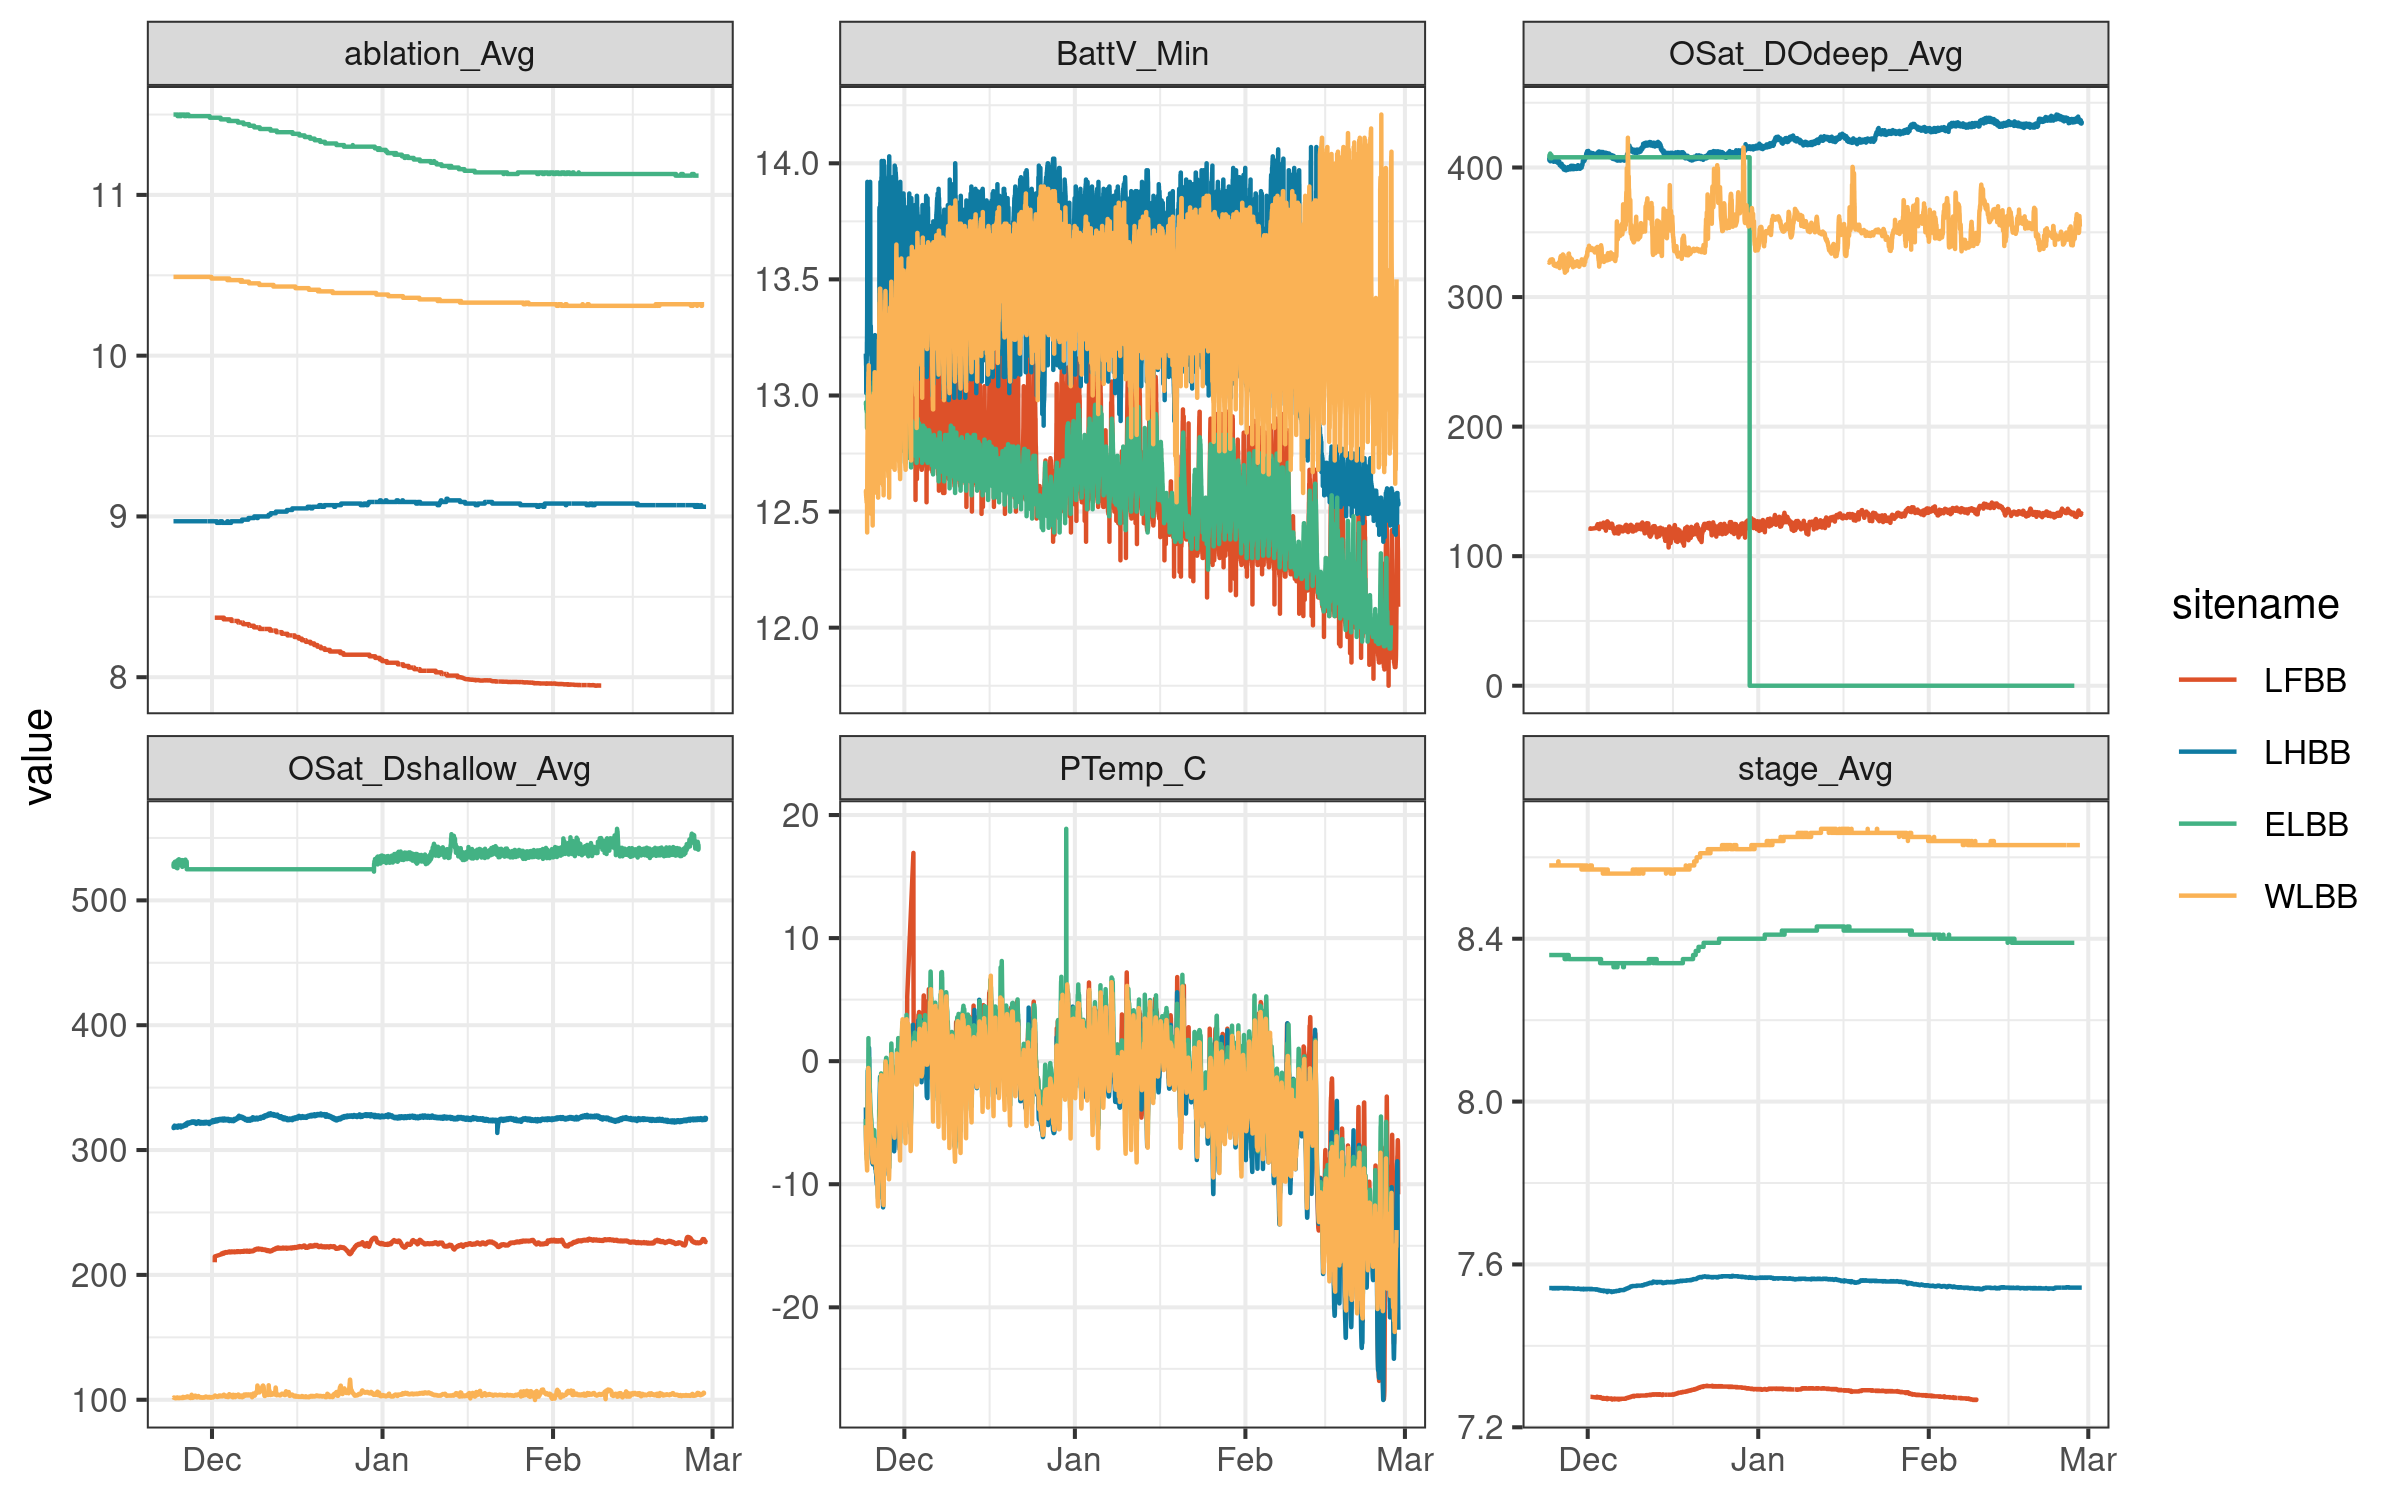 ablation_Avg
BattV_Min
OSat_DOdeep_Avg
11
10
9
8
14.0
13.5
13.0
12.5
12.0
400
300
200
100
0
value
OSat_Dshallow_Avg
PTemp_C
stage_Avg
500
400
300
200
100
20
10
0
-10
-20
8.4
8.0
7.6
7.2
Dec Jan Feb Mar
Dec Jan Feb Mar
Dec Jan Feb Mar
sitename
LFBB
LHBB
ELBB
WLBB